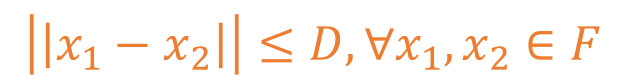 ||x₁ − x₂|| ≤ D, ∀x₁, x₂ ∈ F